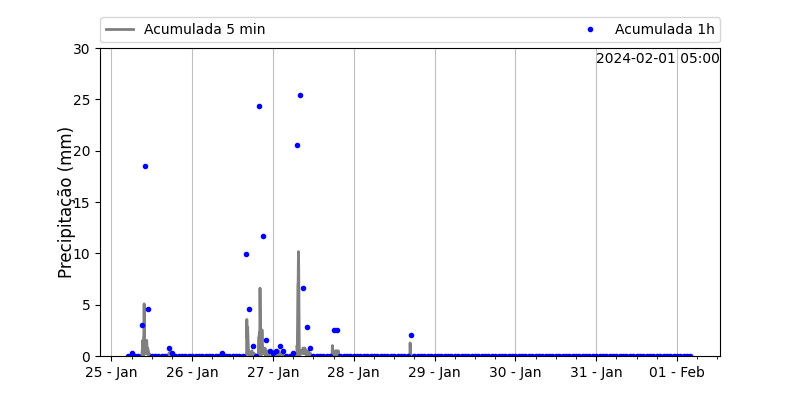 Acumulada 5 min Acumulada 1h
2024-02-01 05:00
Precipitação (mm)
30
25
20
15
10
5
0
25 - Jan 26 - Jan 27 - Jan 28 - Jan 29 - Jan 30 - Jan 31 - Jan 01 - Feb